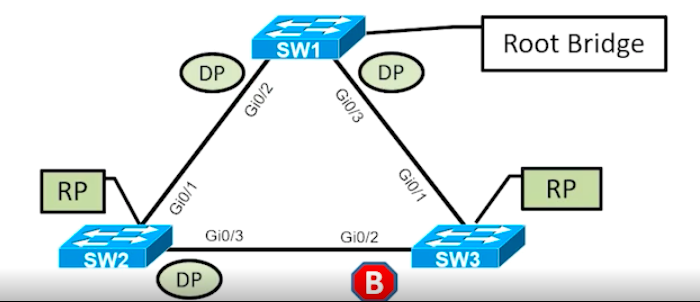 SW1
Root Bridge
DP
DP
Gi0/2
Gi0/3
RP
Gi0/1
Gi0/1
RP
SW2
Gi0/3
Gi0/2
SW3
DP
B